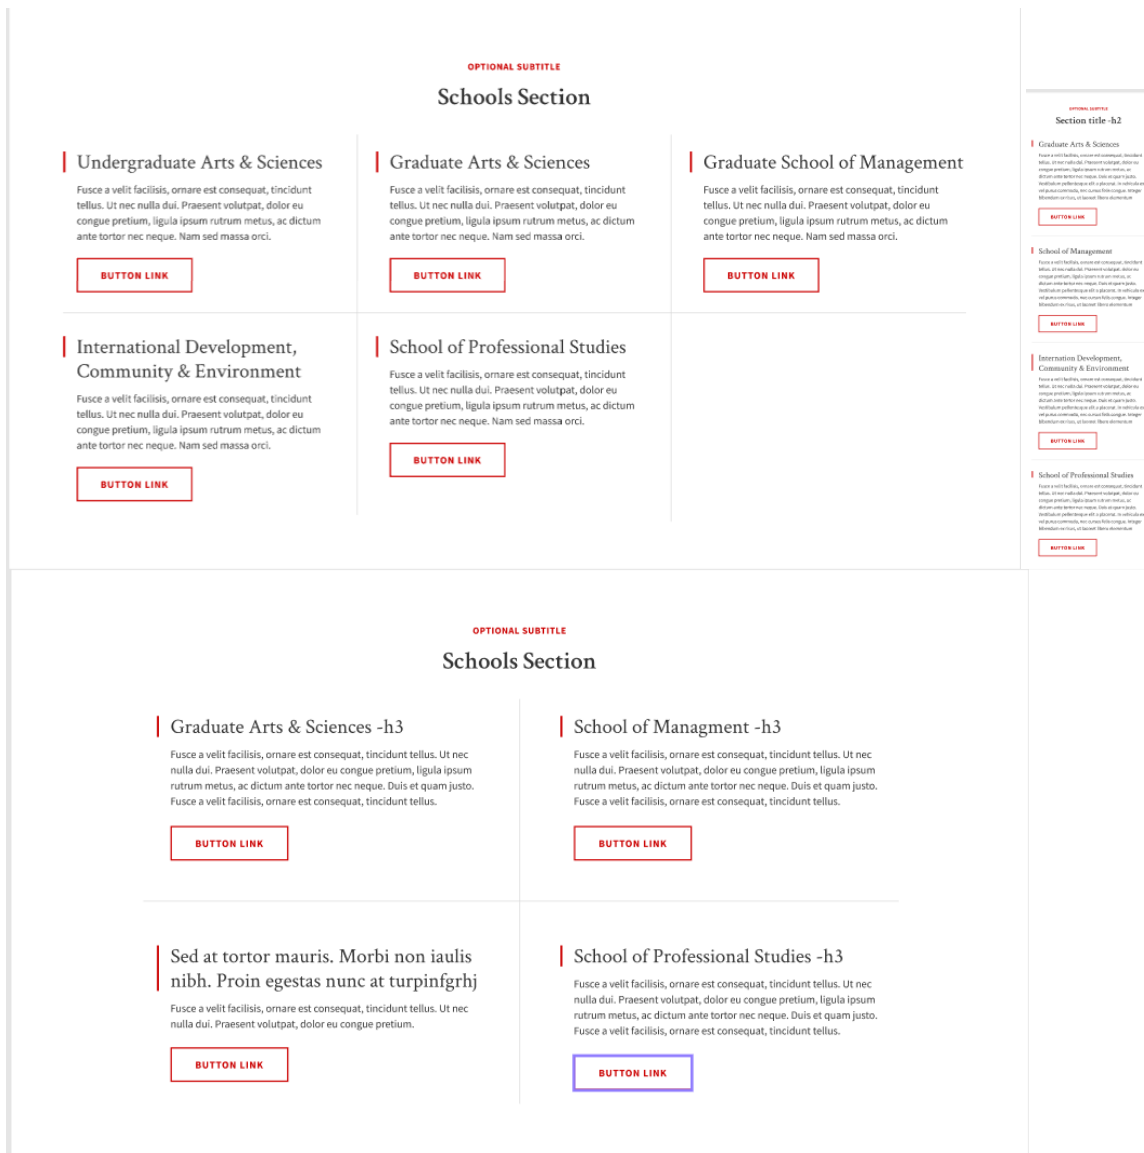 OPTIONAL SUBTITLE
Schools Section
Undergraduate Arts & Sciences
Fusce a velit facilisis, ornare est consequat, tincidunt
tellus. Ut nec nulla dui. Praesent volutpat, dolor eu
congue pretium, ligula ipsum rutrum metus, ac dictum
ante tortor nec neque. Nam sed massa orci.
BUTTON LINK
Graduate Arts & Sciences
Fusce a velit facilisis, ornare est consequat, tincidunt
tellus. Ut nec nulla dui. Praesent volutpat, dolor eu
congue pretium, ligula ipsum rutrum metus, ac dictum
ante tortor nec neque. Nam sed massa orci.
BUTTON LINK
Graduate School of Management
Fusce a velit facilisis, ornare est consequat, tincidunt
tellus. Ut nec nulla dui. Praesent volutpat, dolor eu
congue pretium, ligula ipsum rutrum metus, ac dictum
ante tortor nec neque. Nam sed massa orci.
BUTTON LINK
International Development,
Community & Environment
Fusce a velit facilisis, ornare est consequat, tincidunt
tellus. Ut nec nulla dui. Praesent volutpat, dolor eu
congue pretium, ligula ipsum rutrum metus, ac dictum
ante tortor nec neque. Nam sed massa orci.
BUTTON LINK
School of Professional Studies
Fusce a velit facilisis, ornare est consequat, tincidunt
tellus. Ut nec nulla dui. Praesent volutpat, dolor eu
congue pretium, ligula ipsum rutrum metus, ac dictum
ante tortor nec neque. Nam sed massa orci.
BUTTON LINK
OPTIONAL SUBTITLE
Section title -h2
Graduate Arts & Sciences
BUTTON LINK
School of Management
BUTTON LINK
Internation Development,
Community & Environment
BUTTON LINK
School of Professional Studies
BUTTON LINK
OPTIONAL SUBTITLE
Schools Section
Graduate Arts & Sciences -h3
Fusce a velit facilisis, ornare est consequat, tincidunt tellus. Ut nec
nulla dui. Praesent volutpat, dolor eu congue pretium, ligula ipsum
rutrum metus, ac dictum ante tortor nec neque. Duis et quam justo.
Fusce a velit facilisis, ornare est consequat, tincidunt tellus.
BUTTON LINK
School of Managment -h3
Fusce a velit facilisis, ornare est consequat, tincidunt tellus. Ut nec
nulla dui. Praesent volutpat, dolor eu congue pretium, ligula ipsum
rutrum metus, ac dictum ante tortor nec neque. Duis et quam justo.
Fusce a velit facilisis, ornare est consequat, tincidunt tellus.
BUTTON LINK
Sed at tortor mauris. Morbi non iaulis
nibh. Proin egestas nunc at turpinfgrhj
Fusce a velit facilisis, ornare est consequat, tincidunt tellus. Ut nec
nulla dui. Praesent volutpat, dolor eu congue pretium.
BUTTON LINK
School of Professional Studies -h3
Fusce a velit facilisis, ornare est consequat, tincidunt tellus. Ut nec
nulla dui. Praesent volutpat, dolor eu congue pretium, ligula ipsum
rutrum metus, ac dictum ante tortor nec neque. Duis et quam justo.
Fusce a velit facilisis, ornare est consequat, tincidunt tellus.
BUTTON LINK